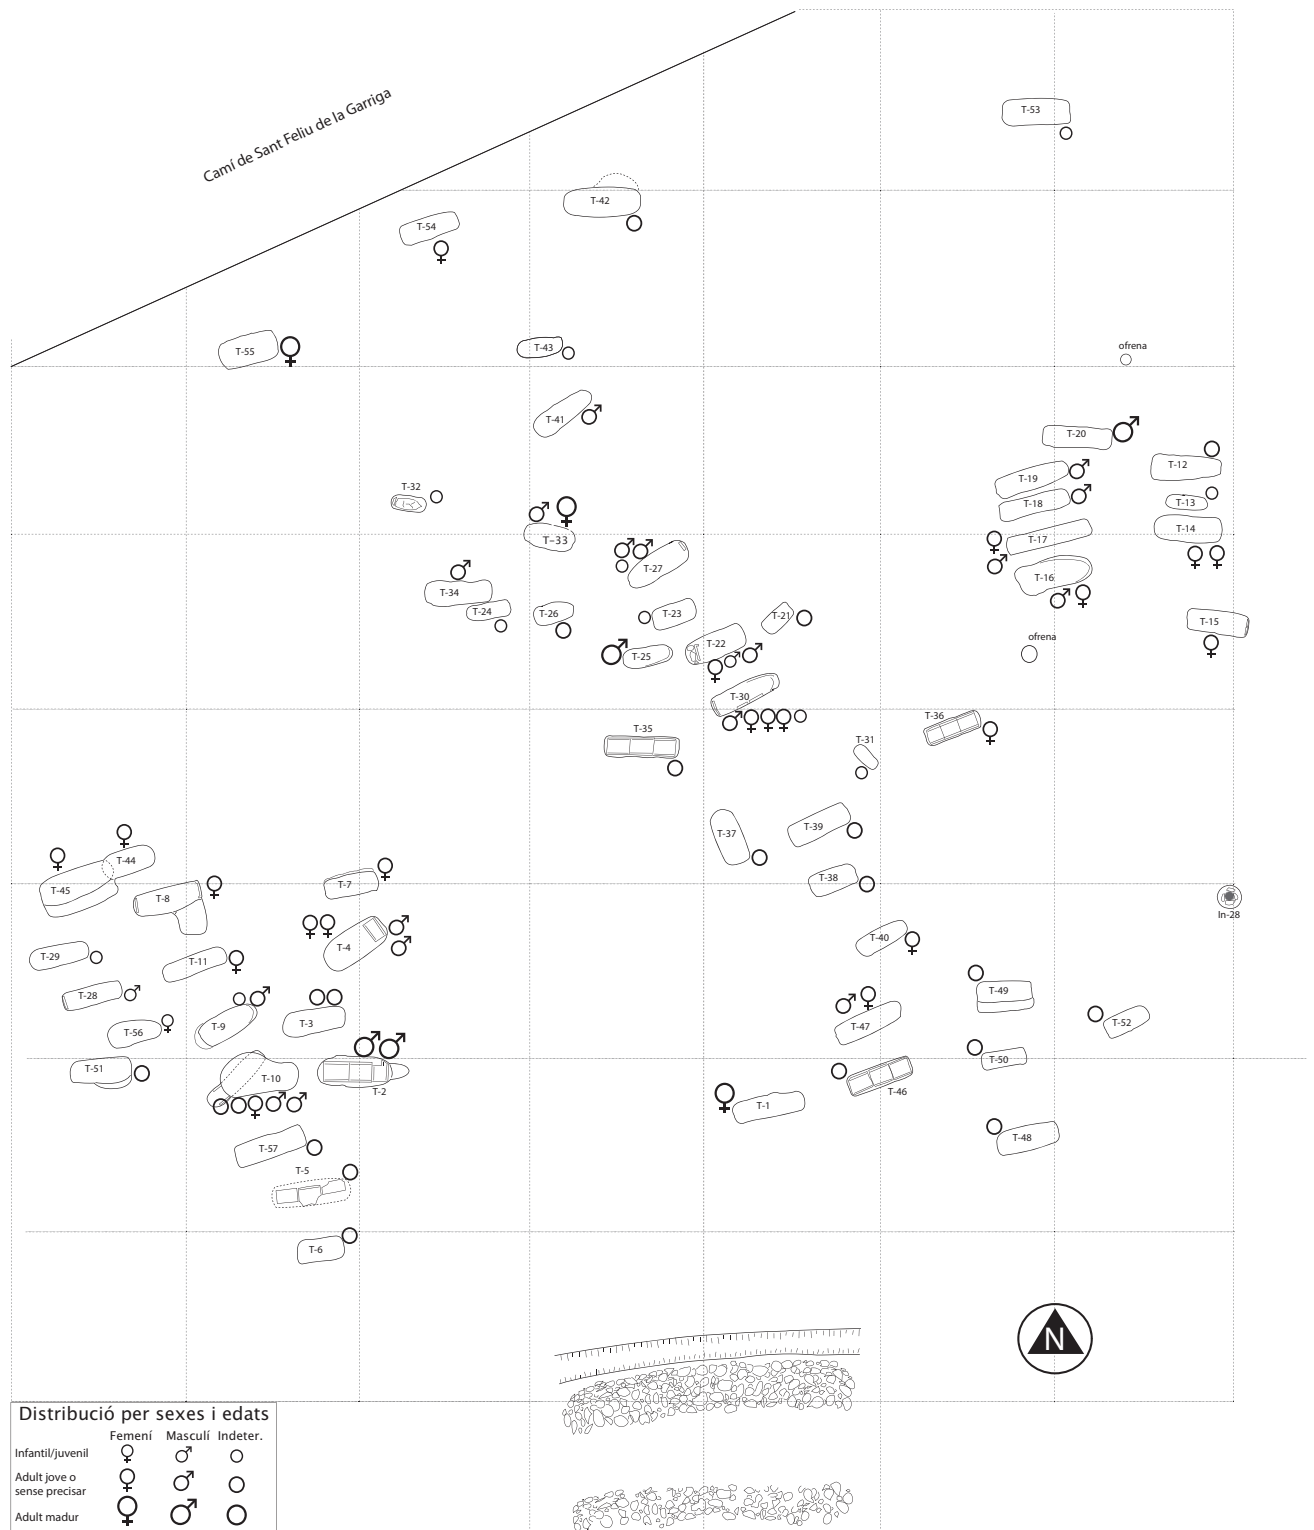 Camí de Sant Feliu de la Garriga
T-53
T-42
T-54
T-55
T-43
ofrena
T-41
T-20
T-12
T-32
T-19
T-13
T-18
T-14
T-33
T-17
T-27
T-16
T-34
T-24
T-26
T-23
T-21
T-15
ofrena
T-22
T-25
T-30
T-36
T-35
T-31
T-37
T-39
T-44
T-45
T-7
T-38
T-8
In-28
T-4
T-40
T-29
T-11
T-28
T-49
T-56
T-9
T-3
T-47
T-52
T-51
T-10
T-50
T-2
T-46
T-1
T-48
T-57
T-5
T-6
N
Distribució per sexes i edats
Femení Masculí Indeter.
Infantil/juvenil
Adult jove o
sense precisar
Adult madur